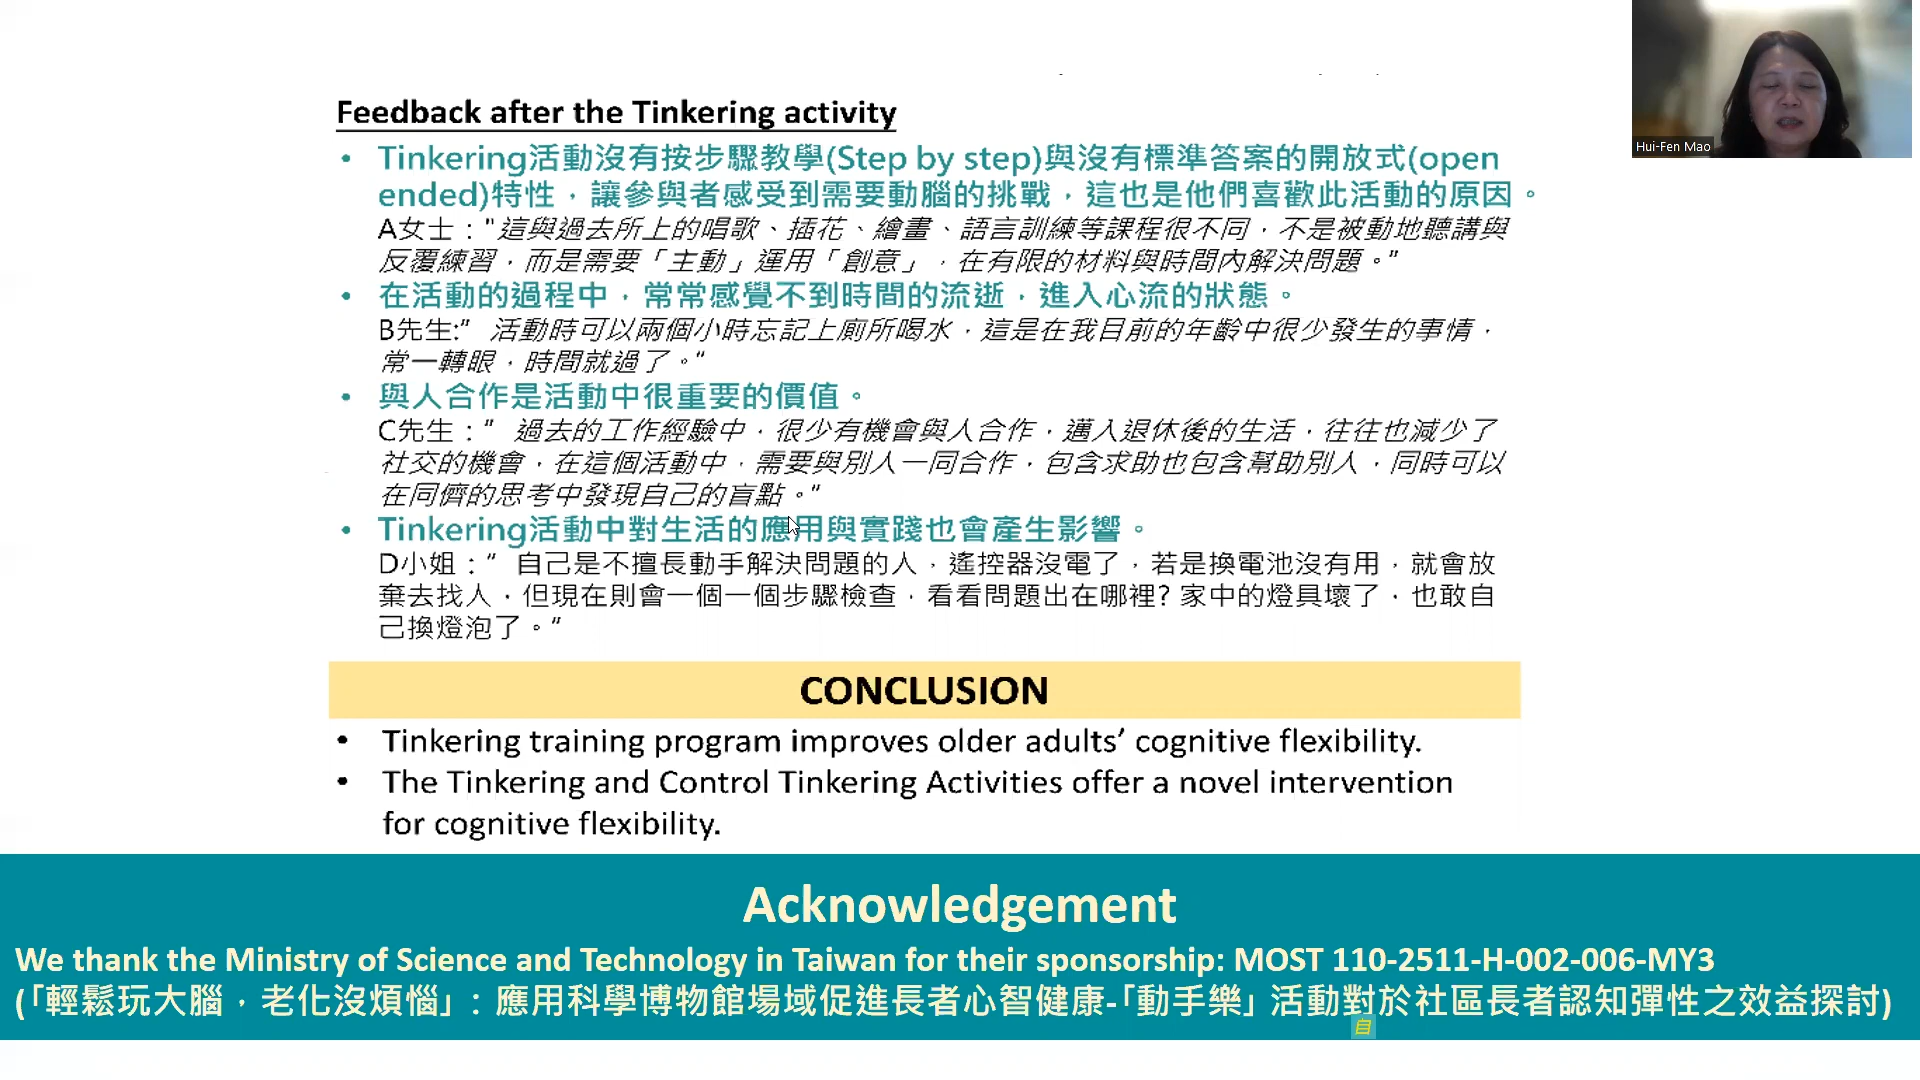 Hui-Fen Mao
Feedback after the Tinkering activity
• Tinkering活動沒有按步驟教學(Step by step)與沒有標準答案的開放式(open
ended)特性，讓參與者感受到需要動腦的挑戰，這也是他們喜歡此活動的原因。
A女士："這與過去所上的唱歌、插花、繪畫、語言訓練等課程很不同，不是被動地聽講與
反覆練習，而是需要「主動」運用「創意」，在有限的材料與時間內解決問題。"
• 在活動的過程中，常常感覺不到時間的流逝，進入心流的狀態。
B先生:" 活動時可以兩個小時忘記上廁所喝水，這是在我目前的年齡中很少發生的事情，
常一轉眼，時間就過了。"
• 與人合作是活動中很重要的價值。
C先生：" 過去的工作經驗中，很少有機會與人合作，邁入退休後的生活，往往也減少了
社交的機會，在這個活動中，需要與別人一同合作，包含求助也包含幫助別人，同時可以
在同儕的思考中發現自己的盲點。"
• Tinkering活動中對生活的應用與實踐也會產生影響。
D小姐：" 自己是不擅長動手解決問題的人，遙控器沒電了，若是換電池沒有用，就會放
棄去找人，但現在則會一個一個步驟檢查，看看問題出在哪裡? 家中的燈具壞了，也敢自
己換燈泡了。"
CONCLUSION
• Tinkering training program improves older adults’ cognitive flexibility.
• The Tinkering and Control Tinkering Activities offer a novel intervention
for cognitive flexibility.
Acknowledgement
We thank the Ministry of Science and Technology in Taiwan for their sponsorship: MOST 110-2511-H-002-006-MY3
(「輕鬆玩大腦，老化沒煩惱」：應用科學博物館場域促進長者心智健康-「動手樂」活動對於社區長者認知彈性之效益探討)
自